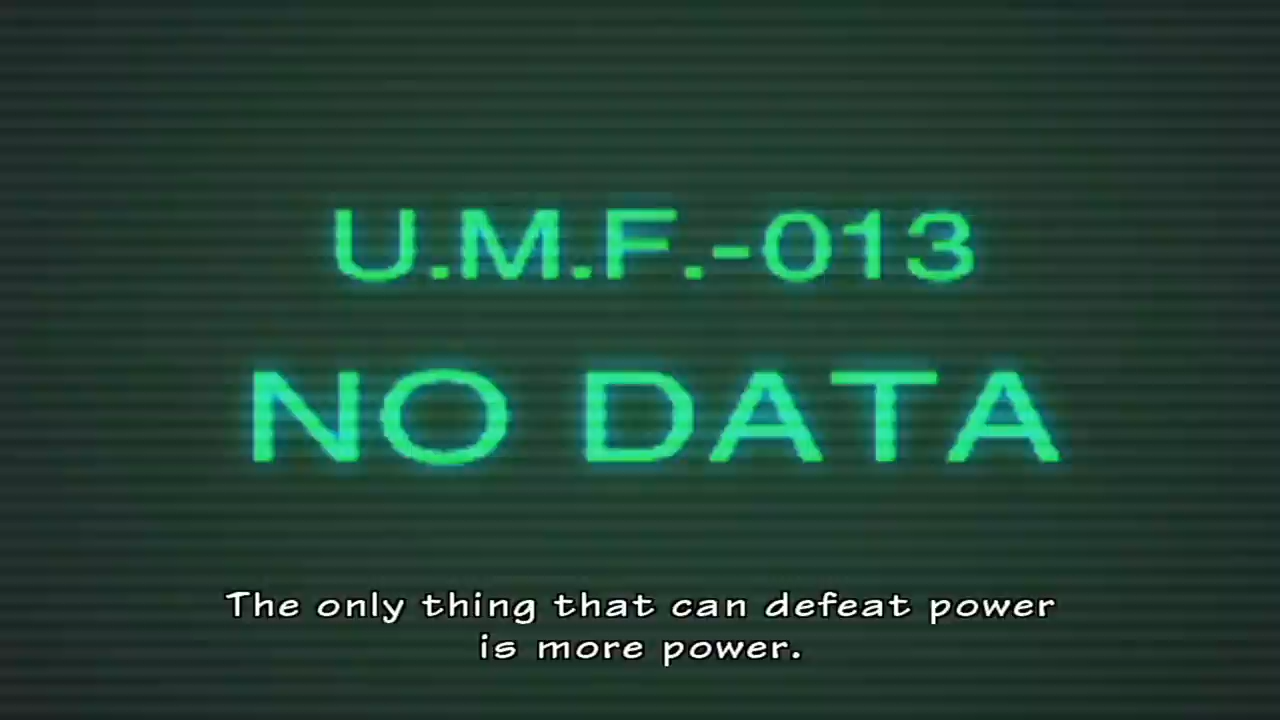 U.M.F.-013
NO DATA
The only thing that can defeat power
is more power.